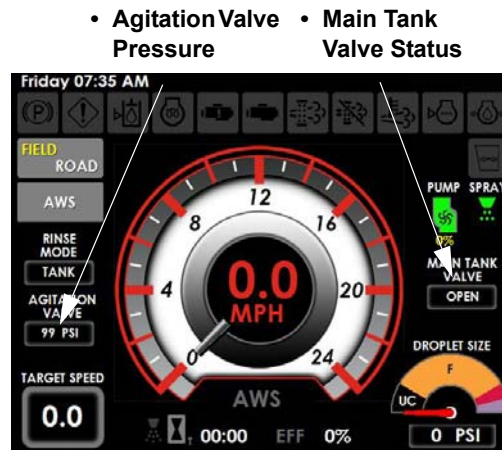 • Agitation Valve Pressure
• Main Tank Valve Status
Friday 07:35 AM
FIELD
ROAD
AWS
RINSE
MODE
TANK
AGITATION
VALVE
99 PSI
TARGET SPEED
0.0
0
4
8
12
16
20
24
0.0
MPH
AWS
00:00
EFF 0%
PUMP SPRAY
0%
MAIN TANK
VALVE
OPEN
DROPLET SIZE
F
UC
0 PSI